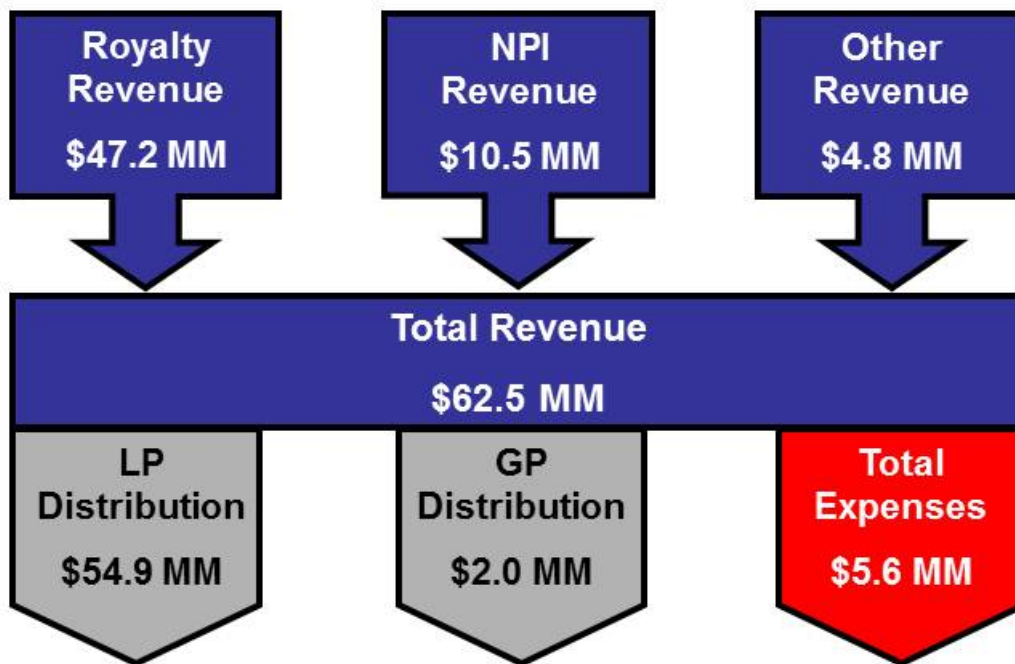 Royalty
Revenue
$47.2 MM
NPI
Revenue
$10.5 MM
Other
Revenue
$4.8 MM
Total Revenue
$62.5 MM
LP
Distribution
$54.9 MM
GP
Distribution
$2.0 MM
Total
Expenses
$5.6 MM